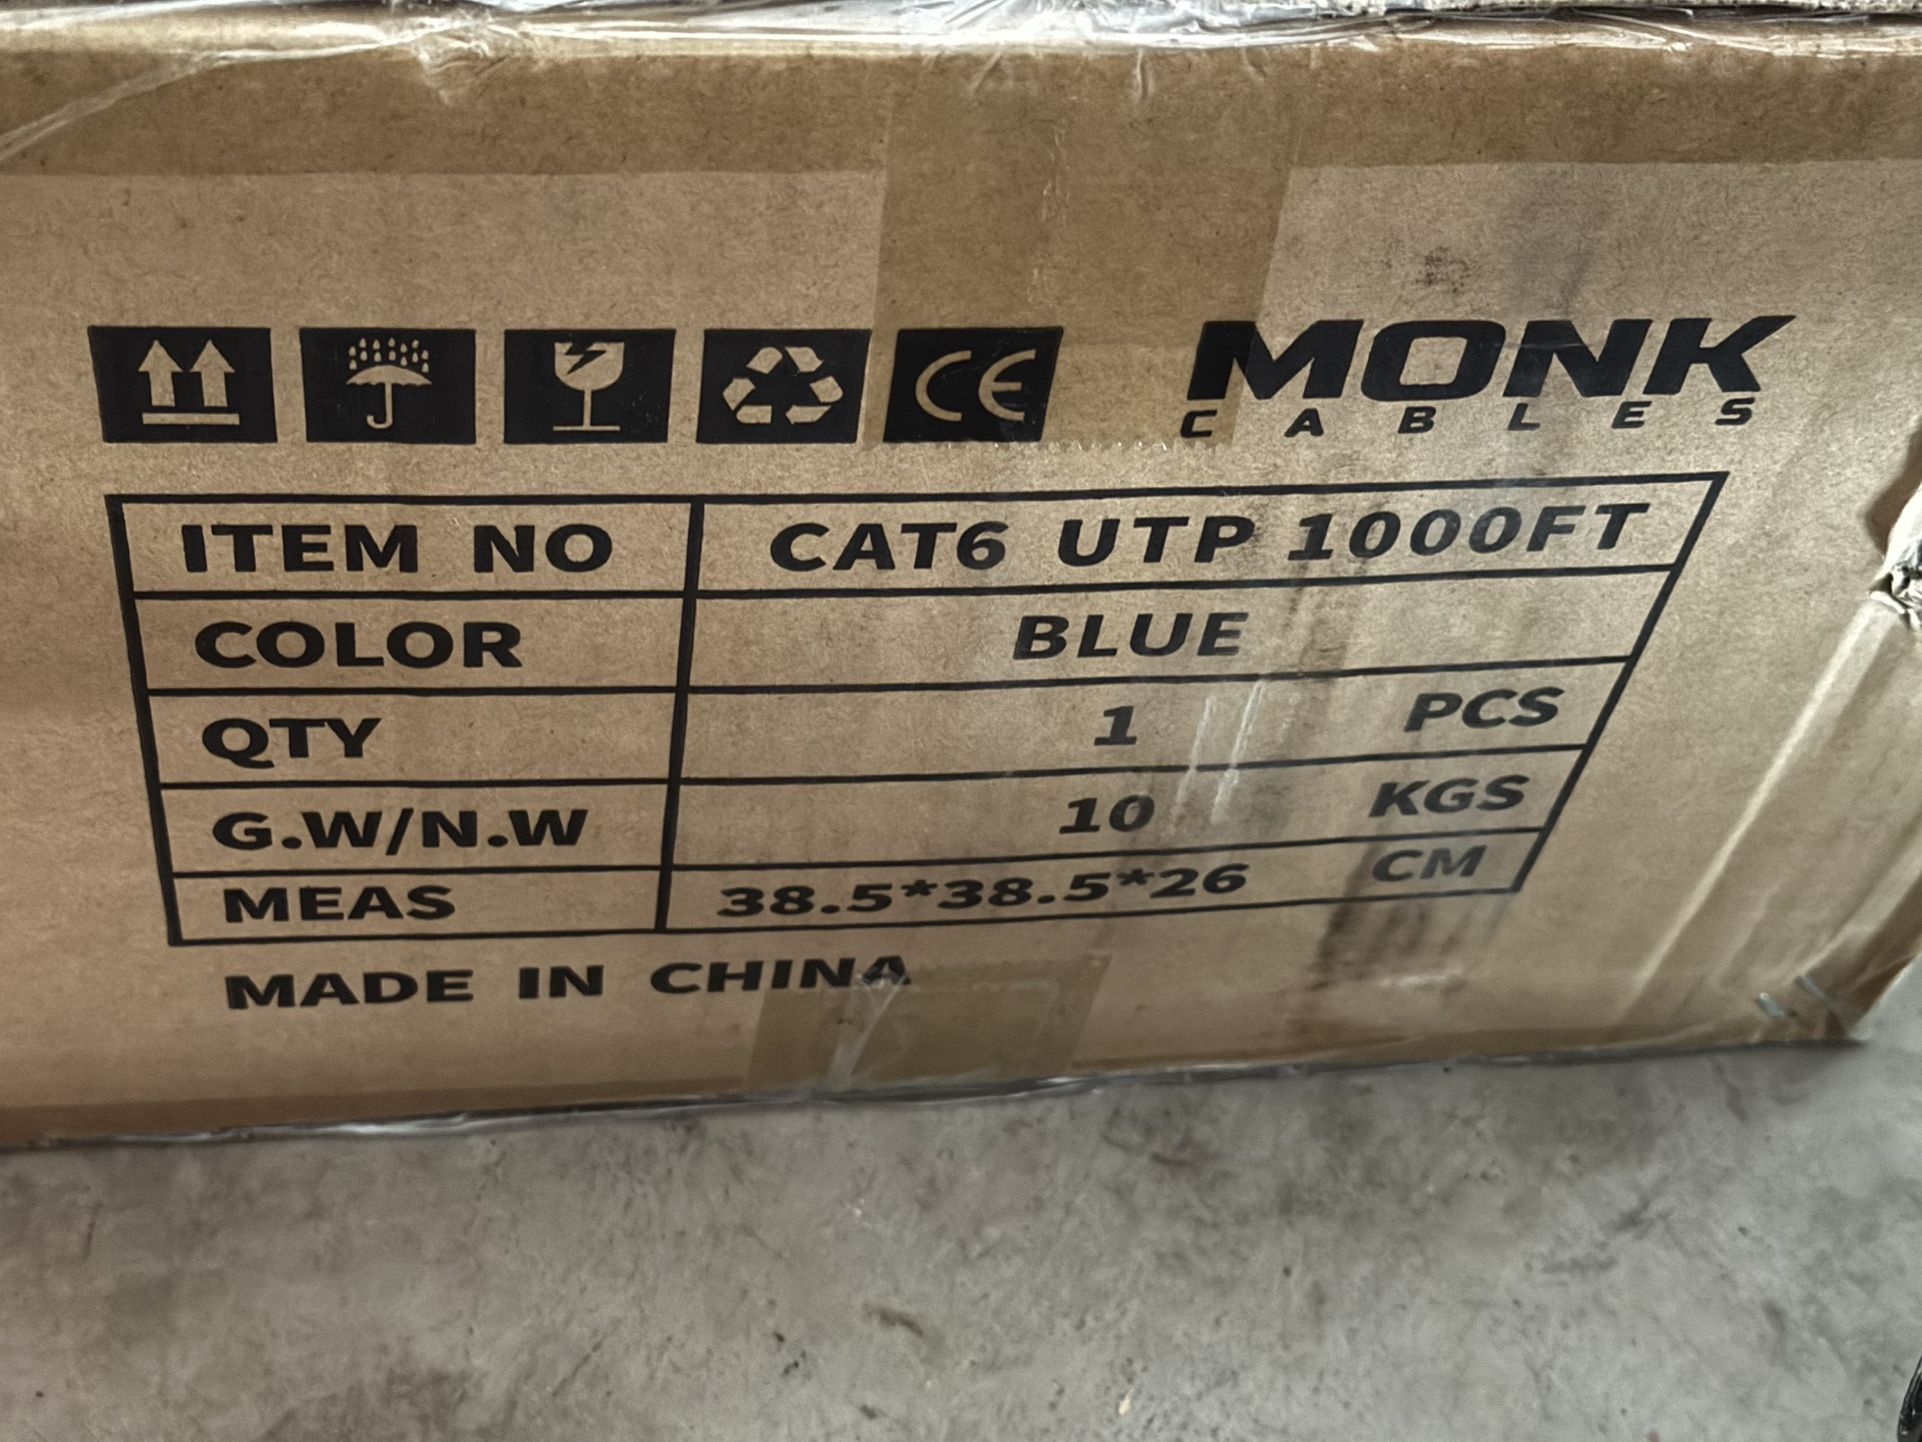 CE MONK
CABLES
ITEM NO CAT6 UTP 1000FT
COLOR BLUE
QTY 1 PCS
G.W/N.W 10 KGS
MEAS 38.5*38.5*26 CM
MADE IN CHINA